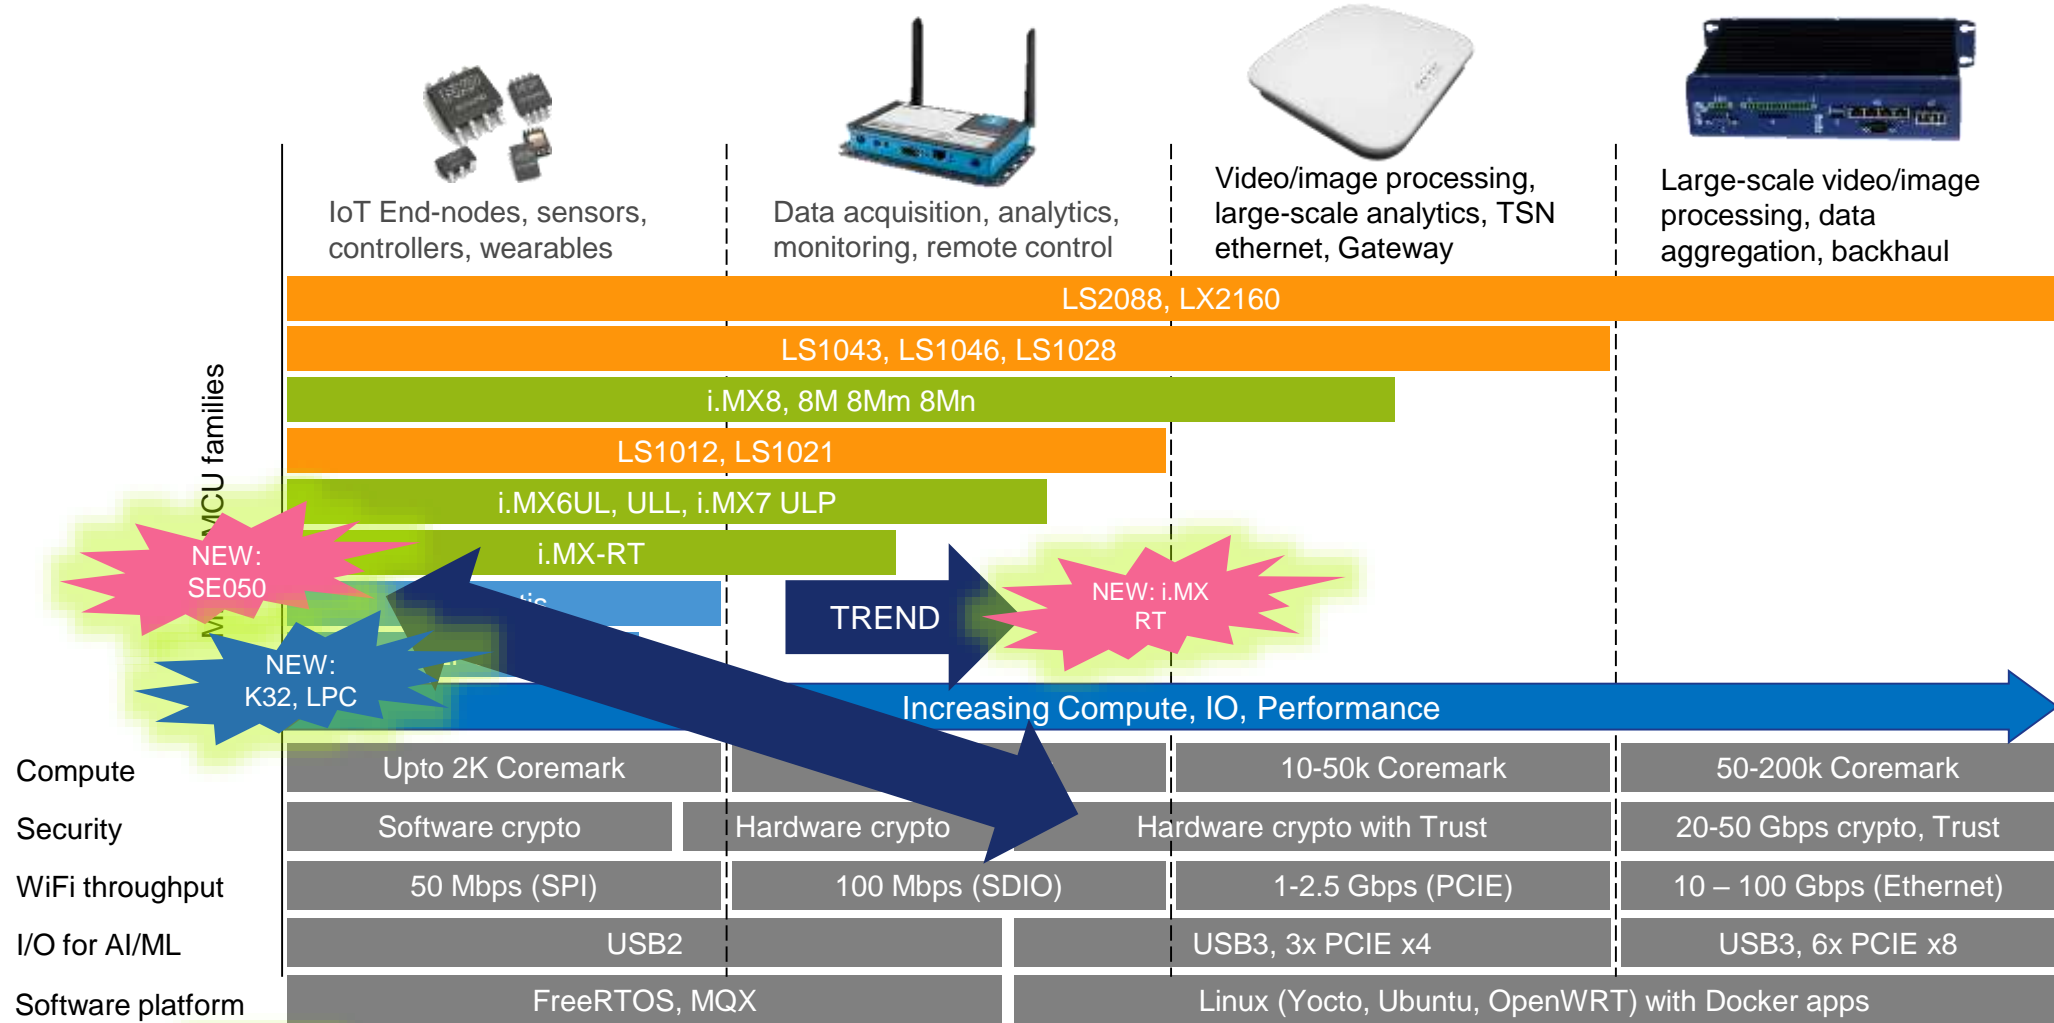 IoT End-nodes, sensors,
controllers, wearables
Data acquisition, analytics,
monitoring, remote control
Video/image processing,
large-scale analytics, TSN
ethernet, Gateway
Large-scale video/image
processing, data
aggregation, backhaul
MCU families
LS2088, LX2160
LS1043, LS1046, LS1028
i.MX8, 8M 8Mm 8Mn
LS1012, LS1021
i.MX6UL, ULL, i.MX7 ULP
i.MX-RT
NEW:
SE050
TREND
NEW: i.MX
RT
NEW:
K32, LPC
Increasing Compute, IO, Performance
Compute
Upto 2K Coremark
10-50k Coremark
50-200k Coremark
Security
Software crypto
Hardware crypto
Hardware crypto with Trust
20-50 Gbps crypto, Trust
WiFi throughput
50 Mbps (SPI)
100 Mbps (SDIO)
1-2.5 Gbps (PCIE)
10 – 100 Gbps (Ethernet)
I/O for AI/ML
USB2
USB3, 3x PCIE x4
USB3, 6x PCIE x8
Software platform
FreeRTOS, MQX
Linux (Yocto, Ubuntu, OpenWRT) with Docker apps